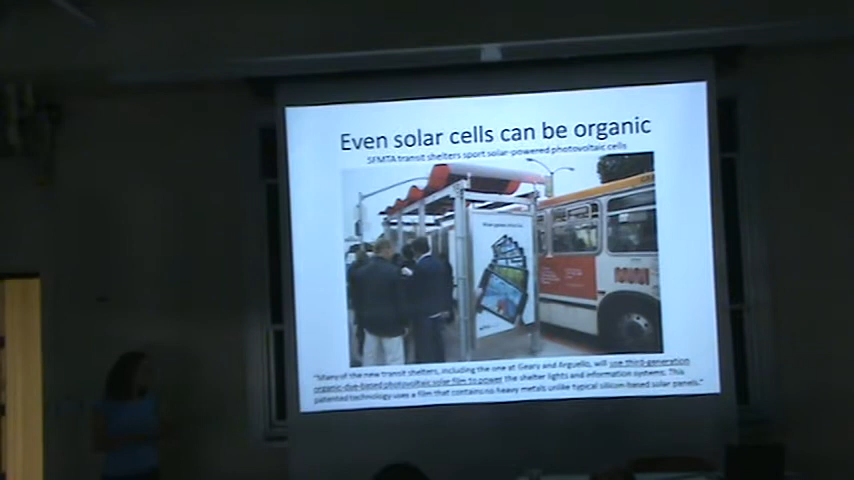 Even solar cells can be organic
SFMTA transit shelters sport solar-powered photovoltaic cells
"Many of the new transit shelters, including the one at Geary and Arguello, will use third-generation
organic-dye-based photovoltaic solar film to power the shelter lights and information systems. This
patented technology uses a film that contains no heavy metals unlike typical silicon-based solar panels."